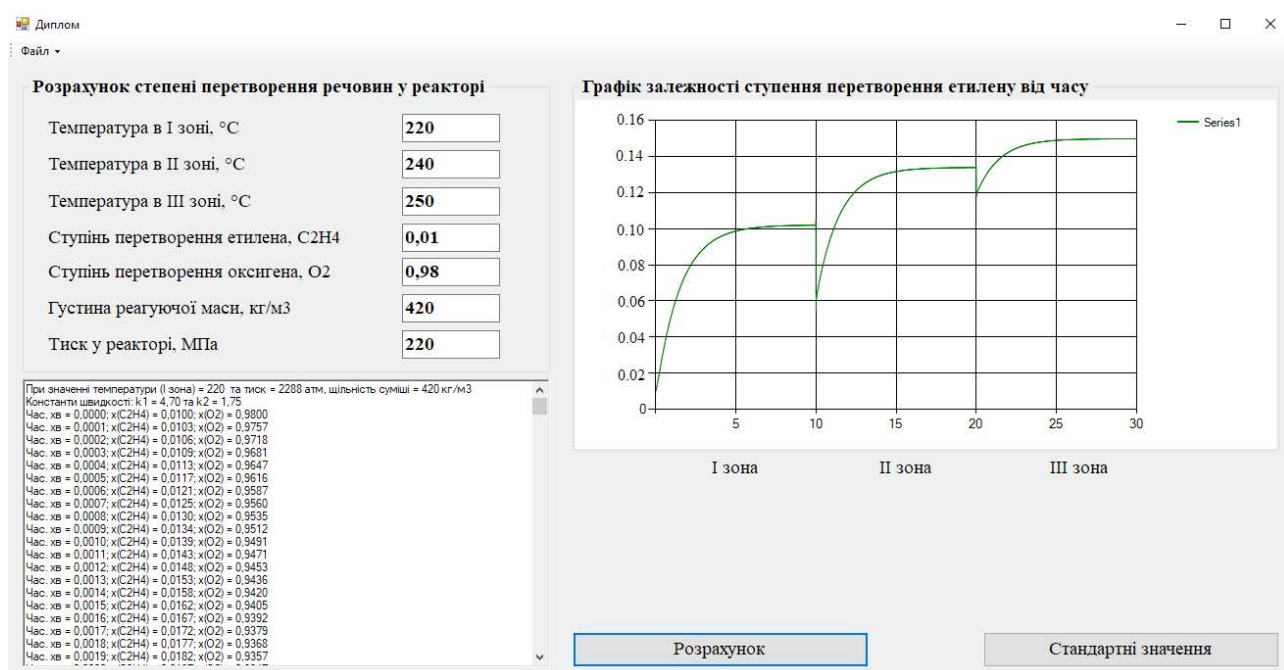 Диплом
Файл
Розрахунок степені перетворення речовин у реакторі
Температура в I зоні, °C
220
Температура в II зоні, °C
240
Температура в III зоні, °C
250
Ступінь перетворення етилена, C2H4
0,01
Ступінь перетворення оксигена, O2
0,98
Густина реагуючої маси, кг/м3
420
Тиск у реакторі, МПа
220
При значенні температури (I зона) = 220 та тиск = 2288 атм, щільність суміші = 420 кг/м3
Константи швидкості: k1 = 4,70 та k2 = 1,75
Час, хв = 0,0000; x(C2H4) = 0,0100; x(O2) = 0,9800
Час. хв = 0,0001; x(C2H4) = 0,0103; x(O2) = 0,9757
Час. хв = 0,0002; x(C2H4) = 0,0106; x(O2) = 0,9718
Час. хв = 0,0003; x(C2H4) = 0,0109; x(O2) = 0,9681
Час. хв = 0,0004; x(C2H4) = 0,0113; x(O2) = 0,9647
Час. хв = 0,0005; x(C2H4) = 0,0117; x(O2) = 0,9616
Час. хв = 0,0006; x(C2H4) = 0,0121; x(O2) = 0,9587
Час. хв = 0,0007; x(C2H4) = 0,0125; x(O2) = 0,9560
Час. хв = 0,0008; x(C2H4) = 0,0130; x(O2) = 0,9535
Час. хв = 0,0009; x(C2H4) = 0,0134; x(O2) = 0,9512
Час. хв = 0,0010; x(C2H4) = 0,0139; x(O2) = 0,9491
Час. хв = 0,0011; x(C2H4) = 0,0143; x(O2) = 0,9471
Час. хв = 0,0012; x(C2H4) = 0,0148; x(O2) = 0,9453
Час. хв = 0,0013; x(C2H4) = 0,0153; x(O2) = 0,9436
Час. хв = 0,0014; x(C2H4) = 0,0158; x(O2) = 0,9420
Час. хв = 0,0015; x(C2H4) = 0,0162; x(O2) = 0,9405
Час. хв = 0,0016; x(C2H4) = 0,0167; x(O2) = 0,9392
Час. хв = 0,0017; x(C2H4) = 0,0172; x(O2) = 0,9379
Час. хв = 0,0018; x(C2H4) = 0,0177; x(O2) = 0,9368
Час. хв = 0,0019; x(C2H4) = 0,0182; x(O2) = 0,9357
Графік залежності ступення перетворення етилену від часу
0.16
0.14
0.12
0.10
0.08
0.06
0.04
0.02
0
5 10 15 20 25 30
Series1
I зона II зона III зона
Розрахунок
Стандартні значення